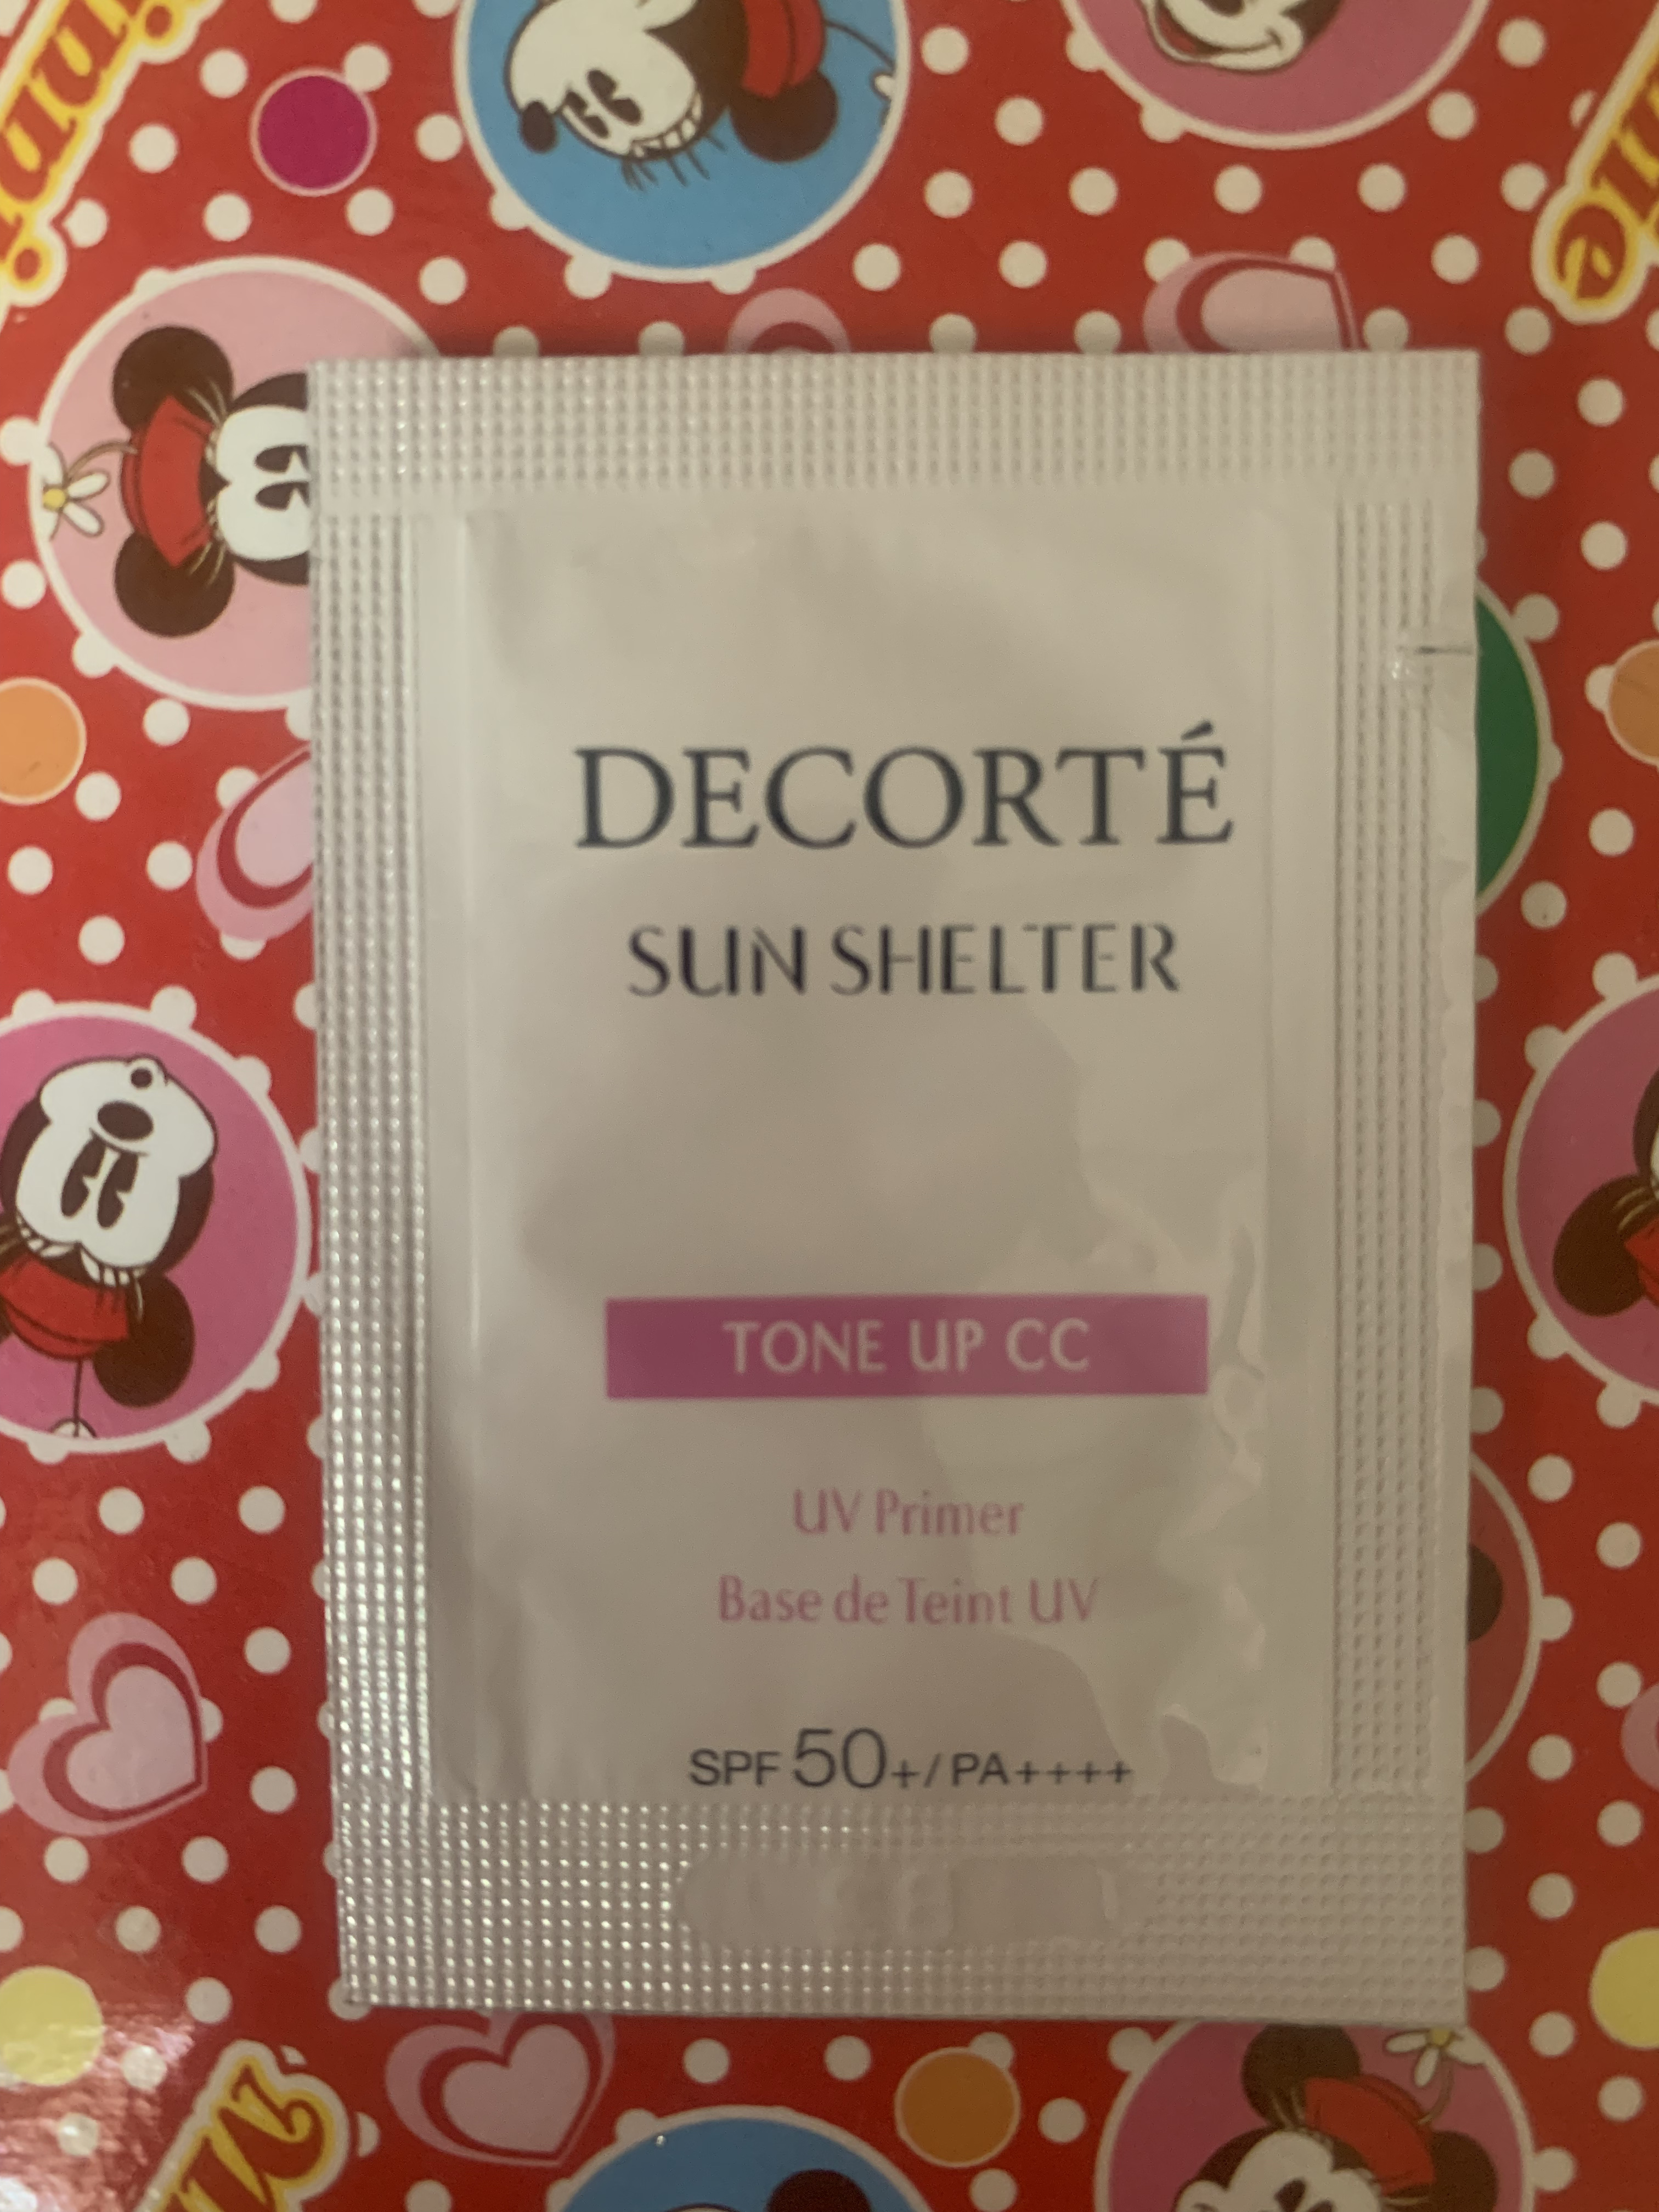 DECORTÉ
SUN SHELTER
TONE UP CC
UV Primer
Base de Teint UV
SPF 50+/PA++++